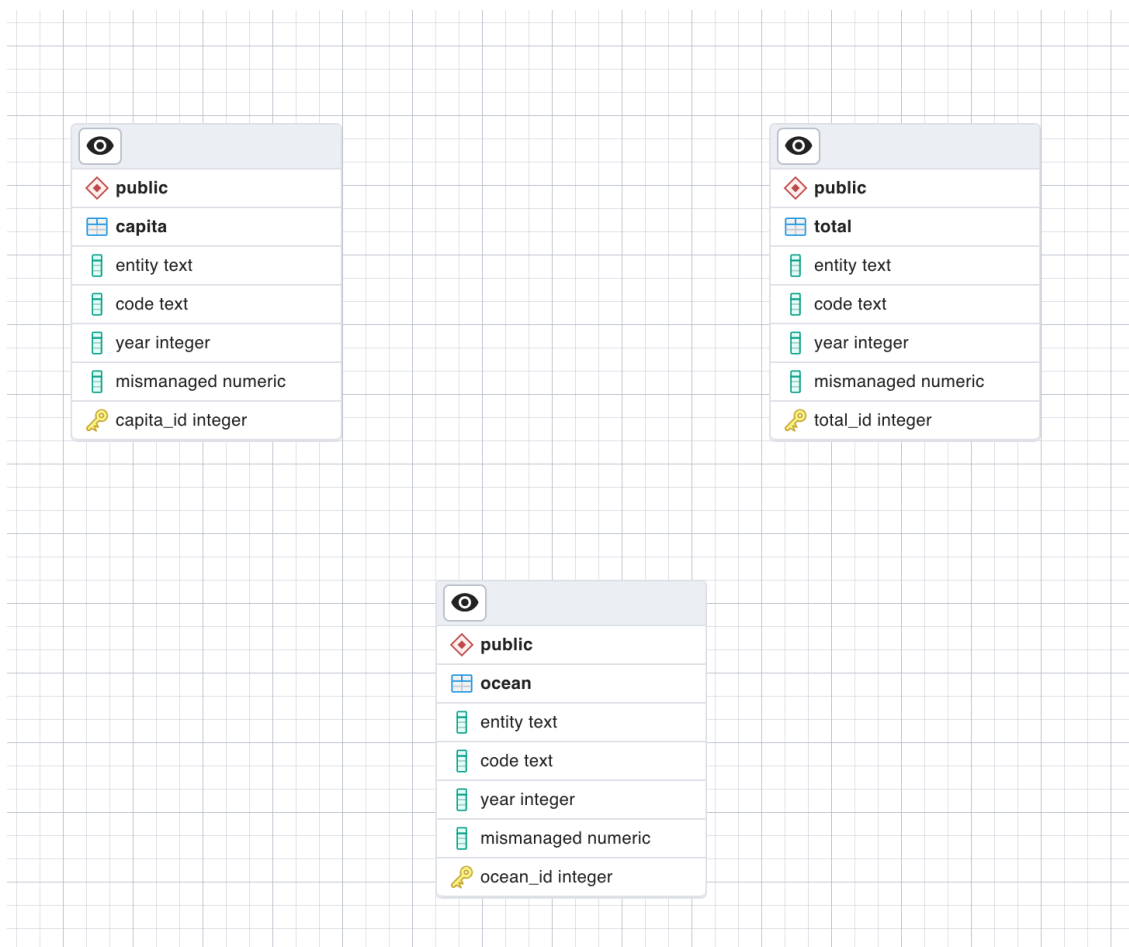 public
capita
entity text
code text
year integer
mismanaged numeric
capita_id integer
public
total
entity text
code text
year integer
mismanaged numeric
total_id integer
public
ocean
entity text
code text
year integer
mismanaged numeric
ocean_id integer